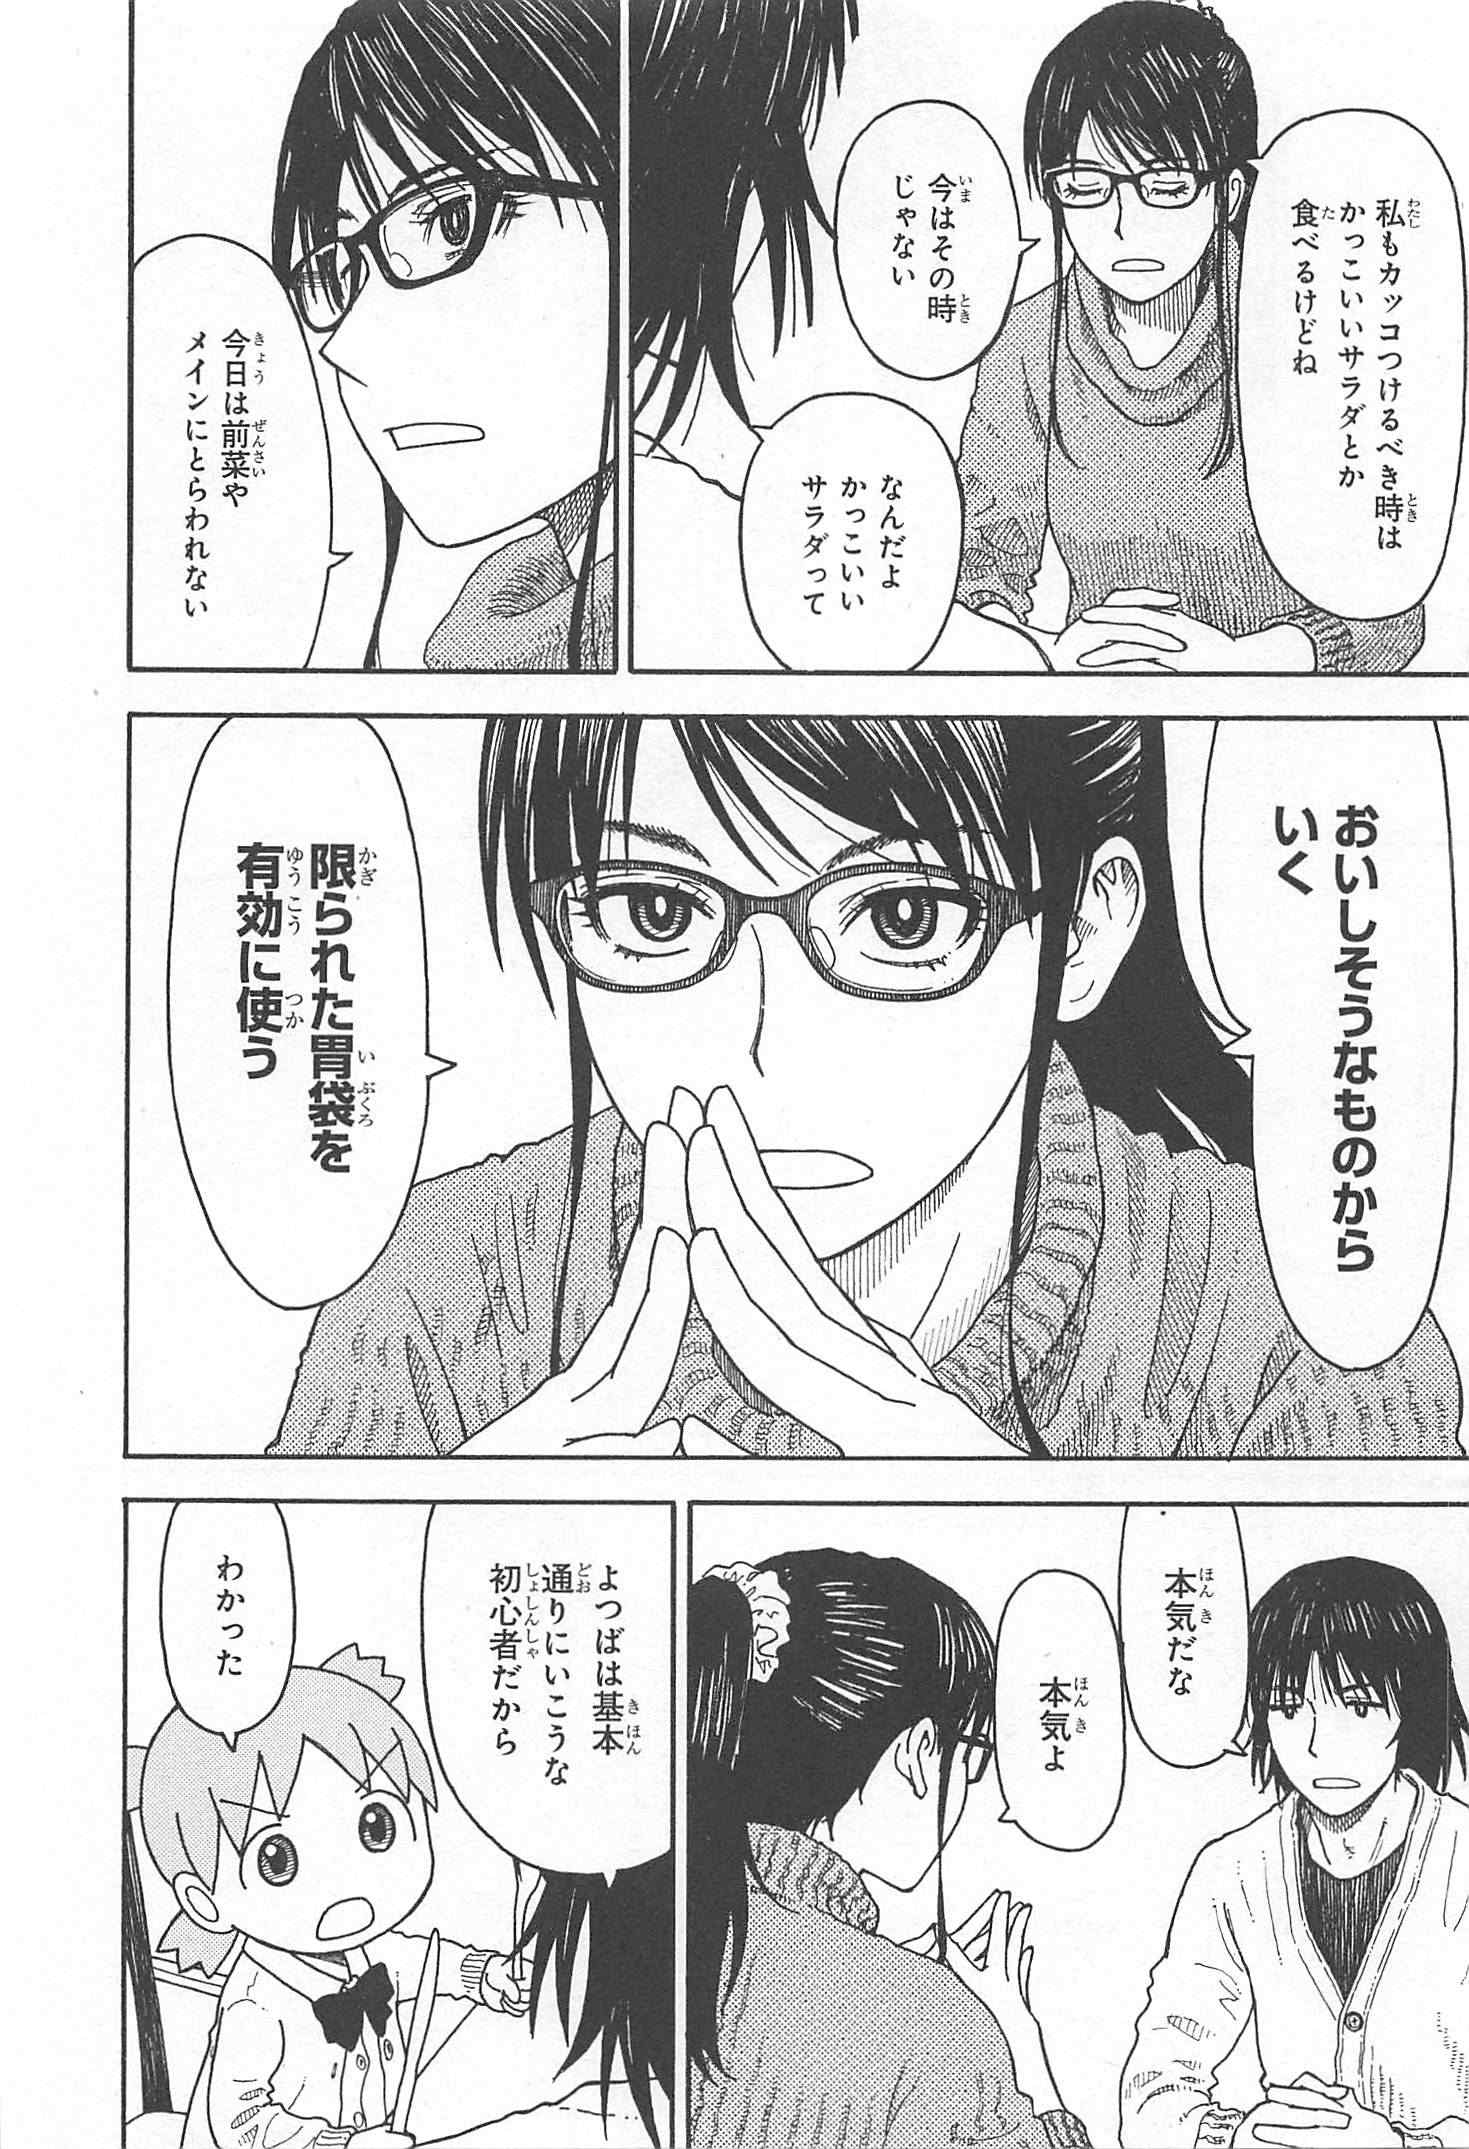 私もカッコつけるべき時は
かっこいいサラダとか
食べるけどね
今はその時
じゃない
なんだよ
かっこいい
サラダって
今日は前菜や
メインにとらわれない
おいしそうなものから
いく
限られた胃袋を
有効に使う
本気だな
本気よ
よつばは基本
通りにいこうな
初心者だから
わかった